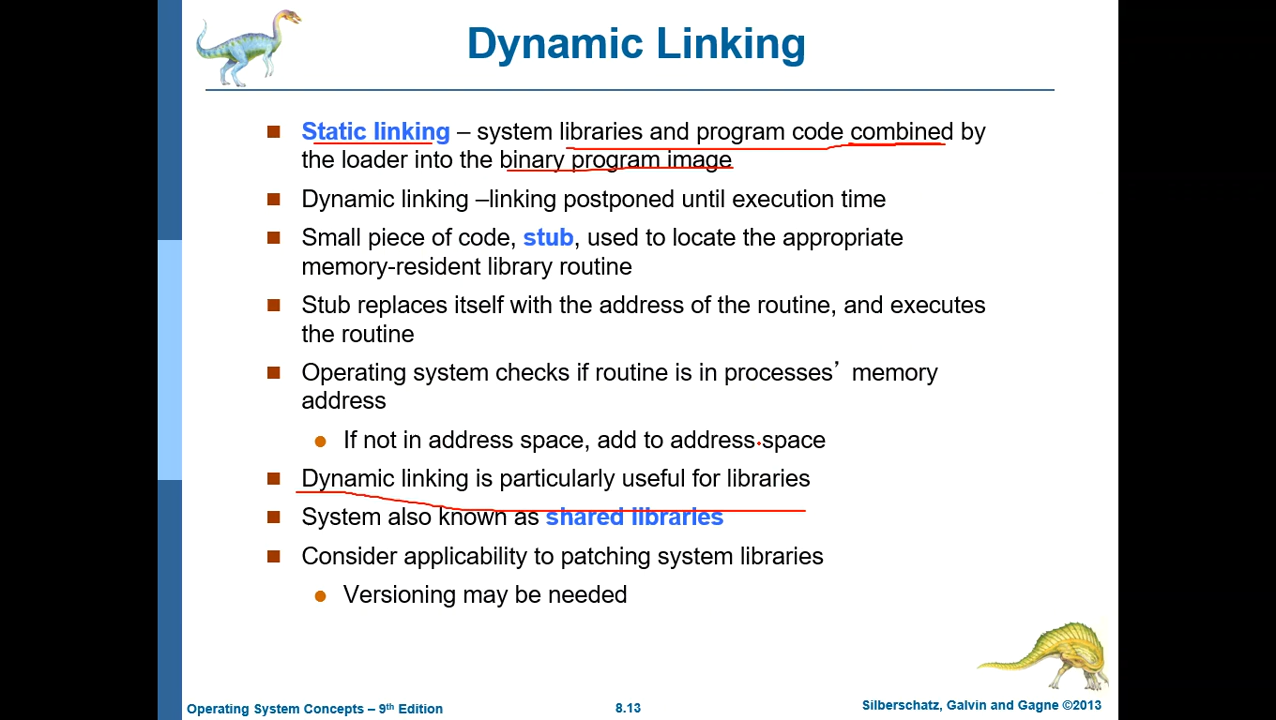 Dynamic Linking
■ Static linking – system libraries and program code combined by
the loader into the binary program image
■ Dynamic linking –linking postponed until execution time
■ Small piece of code, stub, used to locate the appropriate
memory-resident library routine
■ Stub replaces itself with the address of the routine, and executes
the routine
■ Operating system checks if routine is in processes’ memory
address
● If not in address space, add to address space
■ Dynamic linking is particularly useful for libraries
■ System also known as shared libraries
■ Consider applicability to patching system libraries
● Versioning may be needed
Operating System Concepts – 9th Edition
8.13
Silberschatz, Galvin and Gagne ©2013